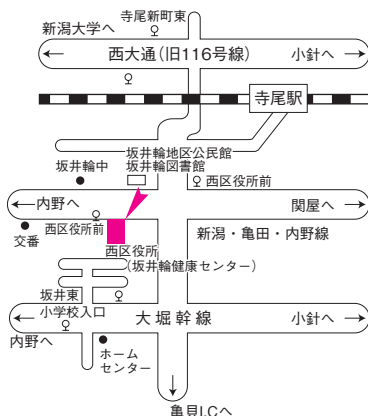 寺尾新町東
新潟大学へ
西大通(旧116号線)
小針へ
寺尾駅
坂井輪地区公民館
坂井輪図書館
坂井輪中
西区役所前
内野へ
関屋へ
西区役所前
交番
新潟・亀田・内野線
西区役所
(坂井輪健康センター)
坂井東
小学校入口
大堀幹線
小針へ
内野へ
ホーム
センター
亀貝I.Cへ